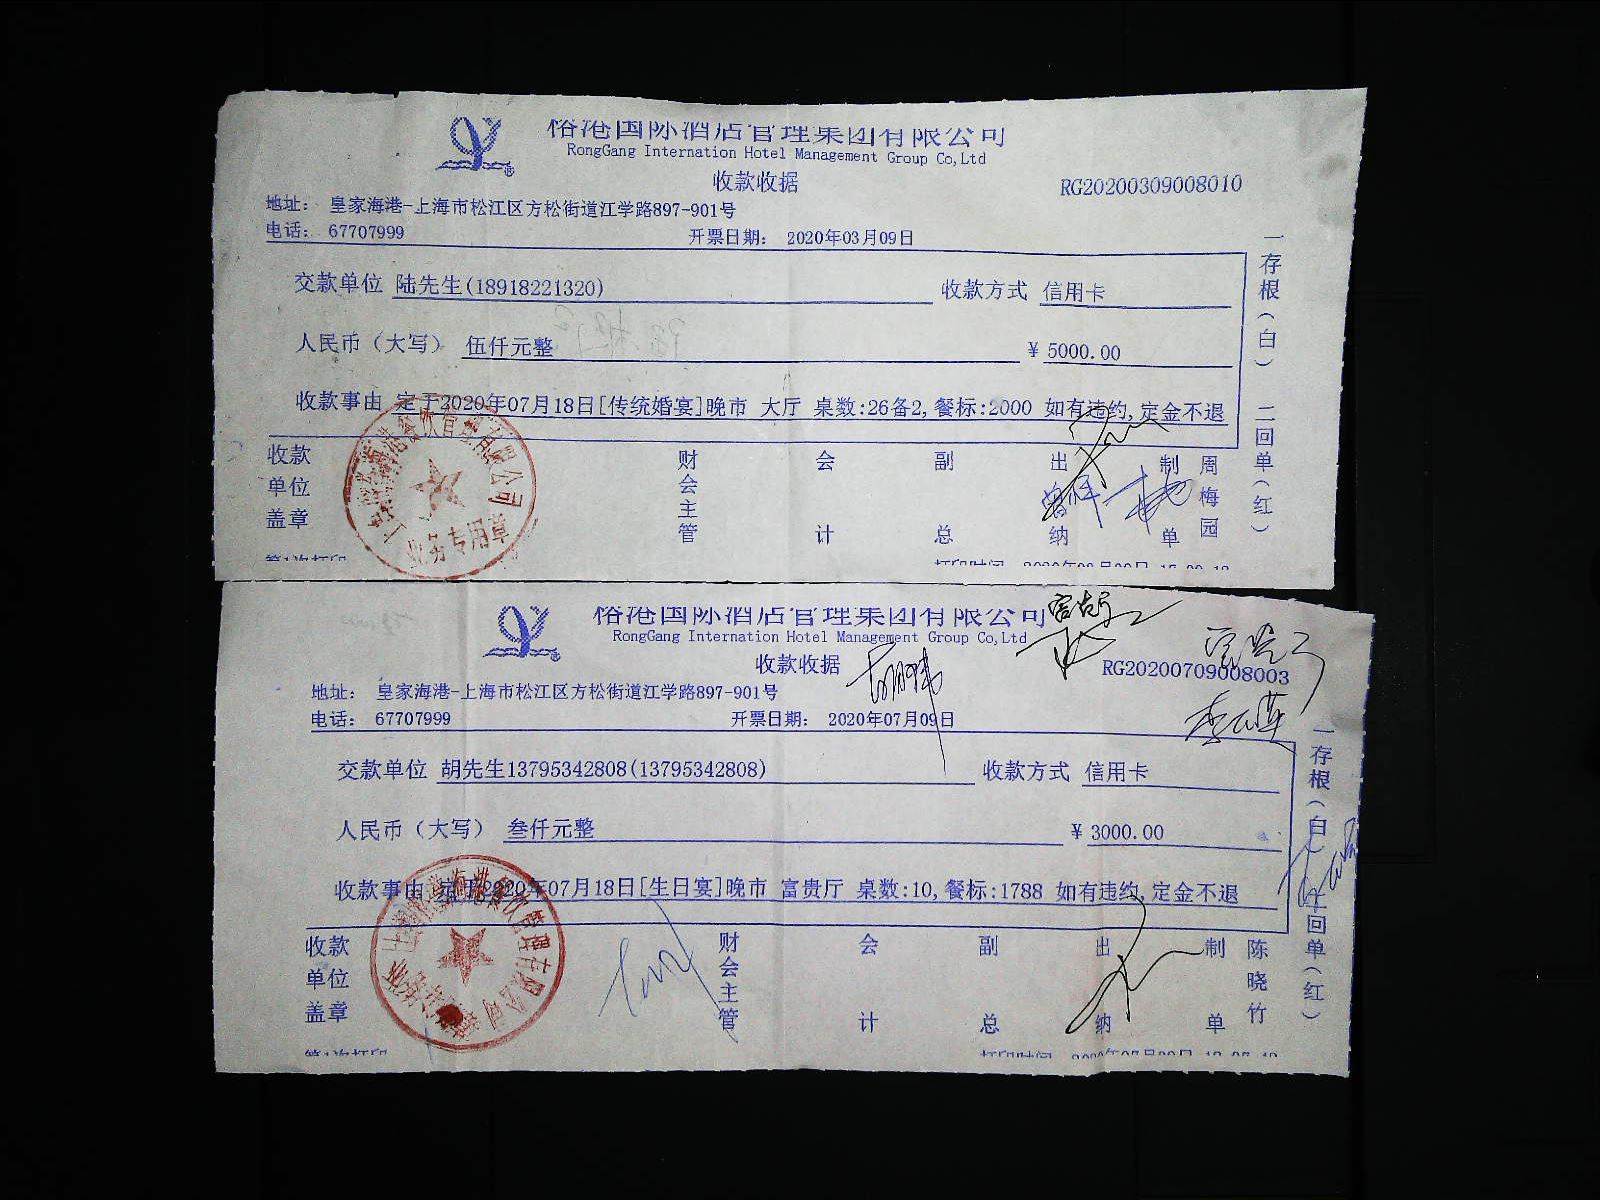 榕港国际酒店管理集团有限公司
RongGang Internation Hotel Management Group Co,Ltd
收款收据
RG20200309008010
地址： 皇家海港-上海市松江区方松街道江学路897-901号
电话： 67707999
开票日期： 2020年03月09日
交款单位 陆先生(18918221320)
收款方式 信用卡
人民币（大写） 伍仟元整
¥ 5000.00
收款事由 定于2020年07月18日[传统婚宴]晚市 大厅 桌数:26备2,餐标:2000 如有违约,定金不退
一存根（白） 二回单（红）
收款单位盖章
财会主管
会计
副总
出纳
制单
周梅园
业务专用章
第1次打印
榕港国际酒店管理集团有限公司
RongGang Internation Hotel Management Group Co,Ltd
收款收据
RG20200709008003
地址： 皇家海港-上海市松江区方松街道江学路897-901号
电话： 67707999
开票日期： 2020年07月09日
交款单位 胡先生13795342808(13795342808)
收款方式 信用卡
人民币（大写） 叁仟元整
¥ 3000.00
收款事由 定于2020年07月18日[生日宴]晚市 富贵厅 桌数:10,餐标:1788 如有违约,定金不退
一存根（白） 二回单（红）
收款单位盖章
财会主管
会计
副总
出纳
制单
陈晓竹
第1次打印